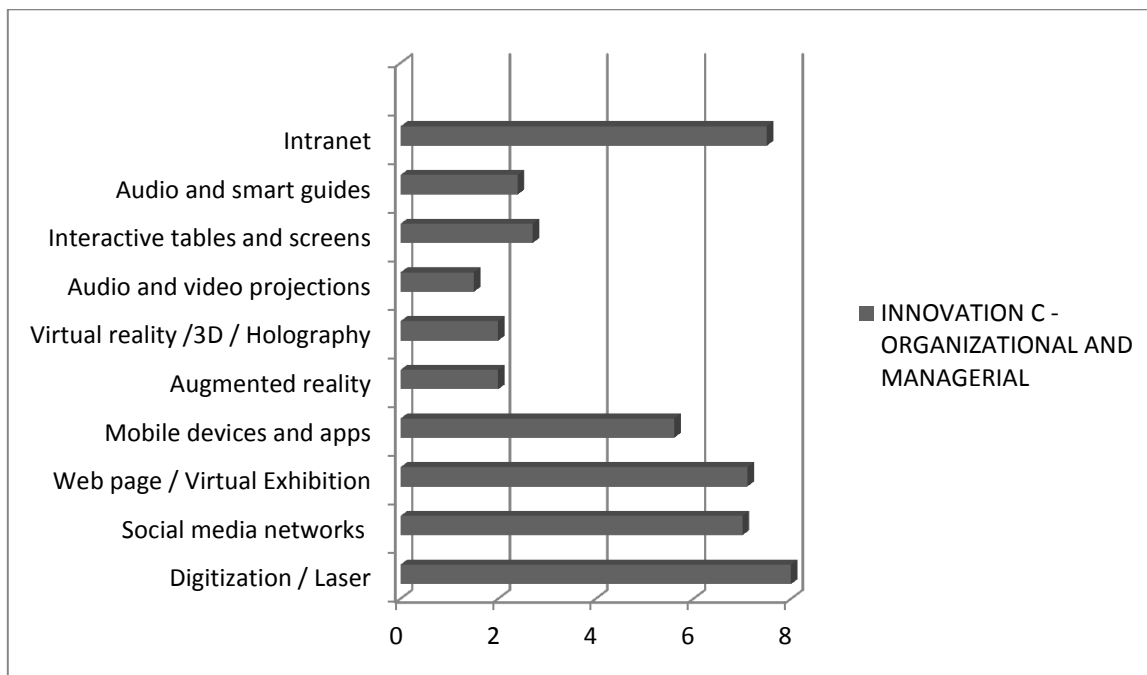 Intranet
Audio and smart guides
Interactive tables and screens
Audio and video projections
Virtual reality /3D / Holography
Augmented reality
Mobile devices and apps
Web page / Virtual Exhibition
Social media networks
Digitization / Laser
0 2 4 6 8
INNOVATION C -
ORGANIZATIONAL AND
MANAGERIAL